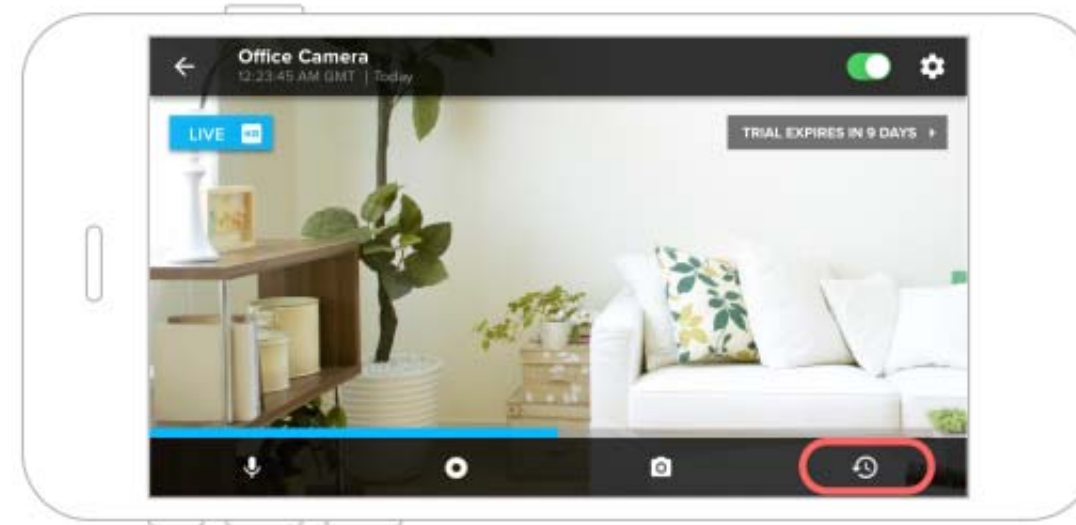 Office Camera
12:23:45 AM GMT | Today
LIVE HD
TRIAL EXPIRES IN 9 DAYS